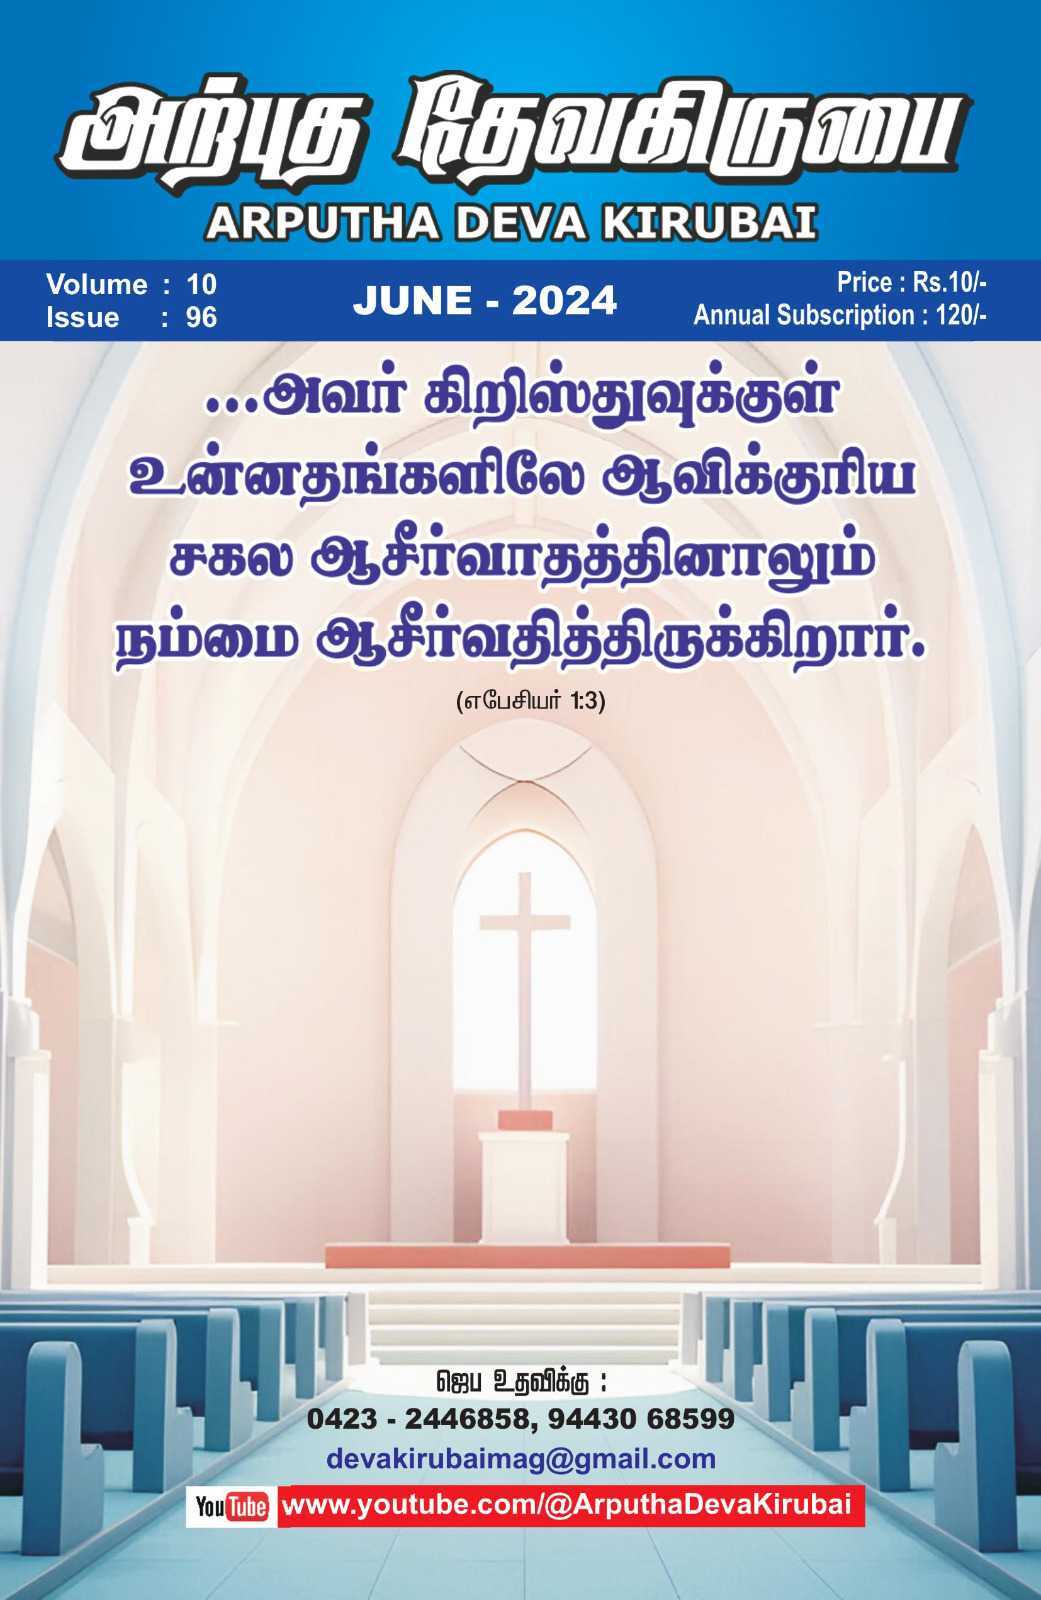 அற்புத தேவகிருபை
ARPUTHA DEVA KIRUBAI
Volume : 10
Issue : 96
JUNE - 2024
Price : Rs.10/-
Annual Subscription : 120/-
...அவர் கிறிஸ்துவுக்குள்
உன்னதங்களிலே ஆவிக்குரிய
சகல ஆசீர்வாதத்தினாலும்
நம்மை ஆசீர்வதித்திருக்கிறார்.
(எபேசியர் 1:3)
ஜெப உதவிக்கு :
0423 - 2446858, 94430 68599
devakirubaimag@gmail.com
YouTube www.youtube.com/@ArputhaDevaKirubai